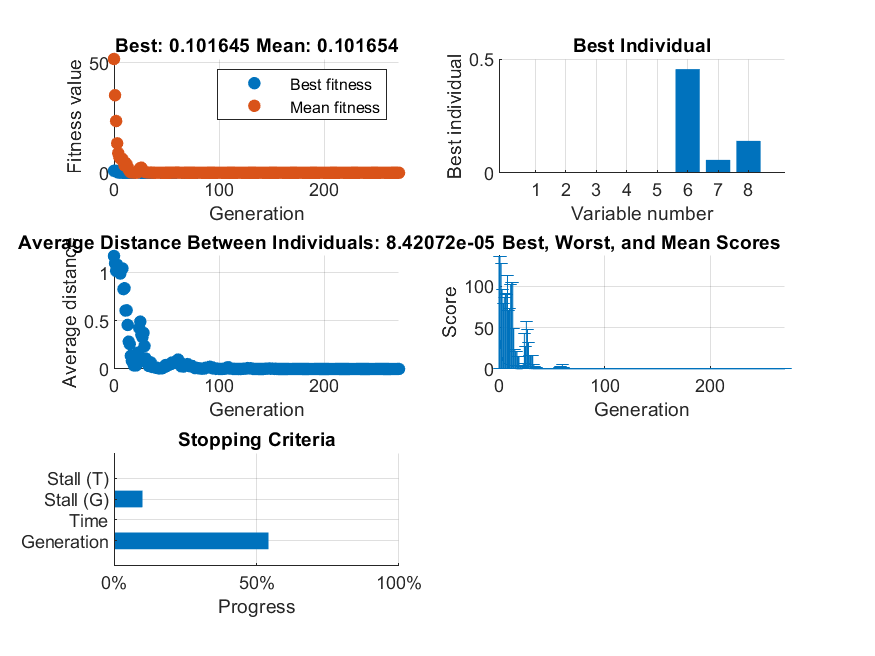 Best: 0.101645 Mean: 0.101654
Fitness value
50
0
0
100
200
Generation
Best fitness
Mean fitness
Best Individual
Best individual
0.5
0
1 2 3 4 5 6 7 8
Variable number
Average Distance Between Individuals: 8.42072e-05
Average distance
1
0.5
0
0
100
200
Generation
Best, Worst, and Mean Scores
Score
100
50
0
0
100
200
Generation
Stopping Criteria
Stall (T)
Stall (G)
Time
Generation
0%
50%
100%
Progress